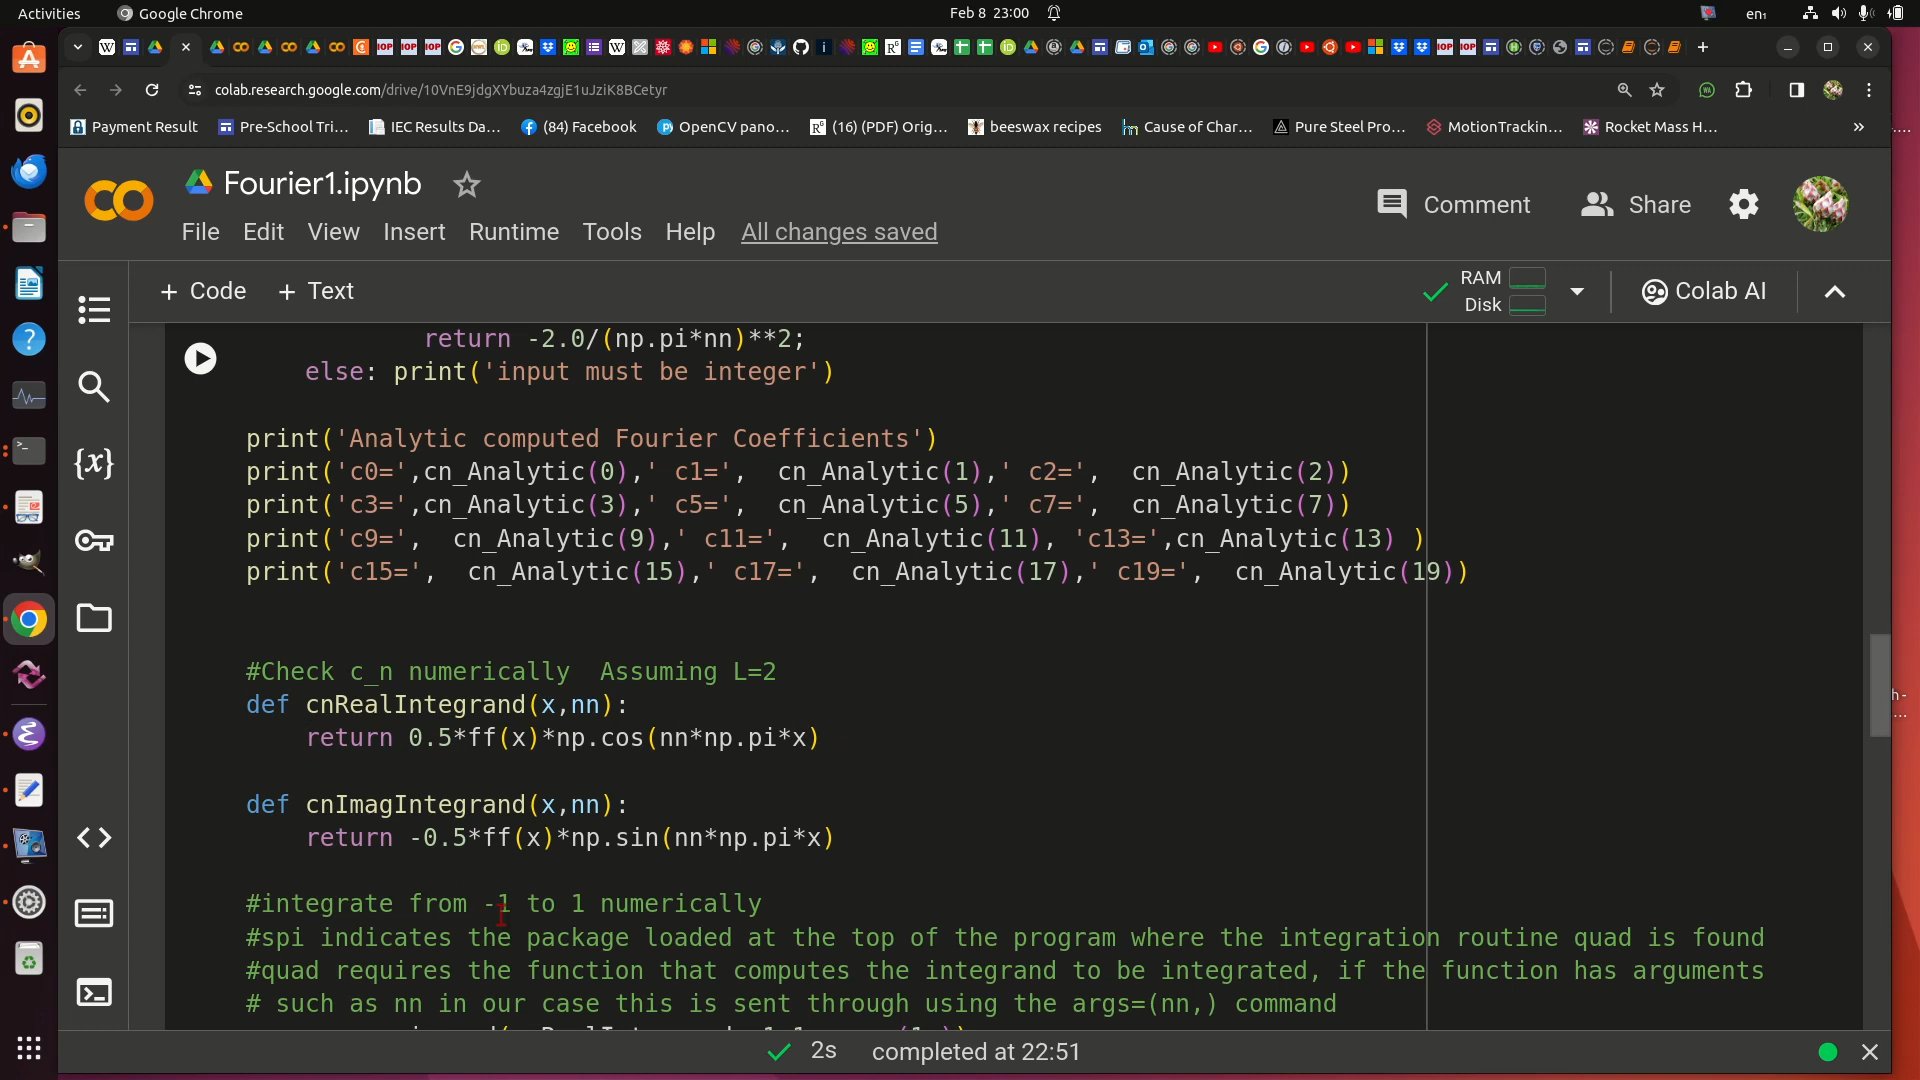 Activities
Google Chrome
Feb 8 23:00
en₁
colab.research.google.com/drive/10VnE9jdgXYbuza4zgjE1uJziK8BCetyr
Payment Result
Pre-School Tri...
IEC Results Da...
(84) Facebook
OpenCV pano...
(16) (PDF) Orig...
beeswax recipes
Cause of Char...
Pure Steel Pro...
MotionTrackin...
Rocket Mass H...
»
Fourier1.ipynb
Comment
Share
File Edit View Insert Runtime Tools Help All changes saved
+ Code + Text
RAM
Disk
Colab AI
return -2.0/(np.pi*nn)**2;
else: print('input must be integer')
print('Analytic computed Fourier Coefficients')
print('c0=',cn_Analytic(0),' c1=',  cn_Analytic(1),' c2=',  cn_Analytic(2))
print('c3=',cn_Analytic(3),' c5=',  cn_Analytic(5),' c7=',  cn_Analytic(7))
print('c9=',  cn_Analytic(9),' c11=',  cn_Analytic(11), 'c13=',cn_Analytic(13) )
print('c15=',  cn_Analytic(15),' c17=',  cn_Analytic(17),' c19=',  cn_Analytic(19))
#Check c_n numerically  Assuming L=2
def cnRealIntegrand(x,nn):
return 0.5*ff(x)*np.cos(nn*np.pi*x)
def cnImagIntegrand(x,nn):
return -0.5*ff(x)*np.sin(nn*np.pi*x)
#integrate from -1 to 1 numerically
#spi indicates the package loaded at the top of the program where the integration routine quad is found
#quad requires the function that computes the integrand to be integrated, if the function has arguments
# such as nn in our case this is sent through using the args=(nn,) command
2s completed at 22:51